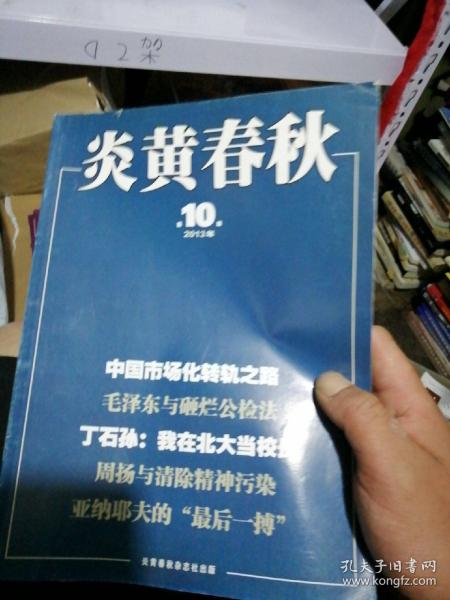 92架
炎黄春秋
.10.
2013年
中国市场化转轨之路
毛泽东与砸烂公检法
丁石孙：我在北大当校长
周扬与清除精神污染
亚纳耶夫的“最后一搏”
炎黄春秋杂志社出版
孔夫子旧书网
www.kongfz.com